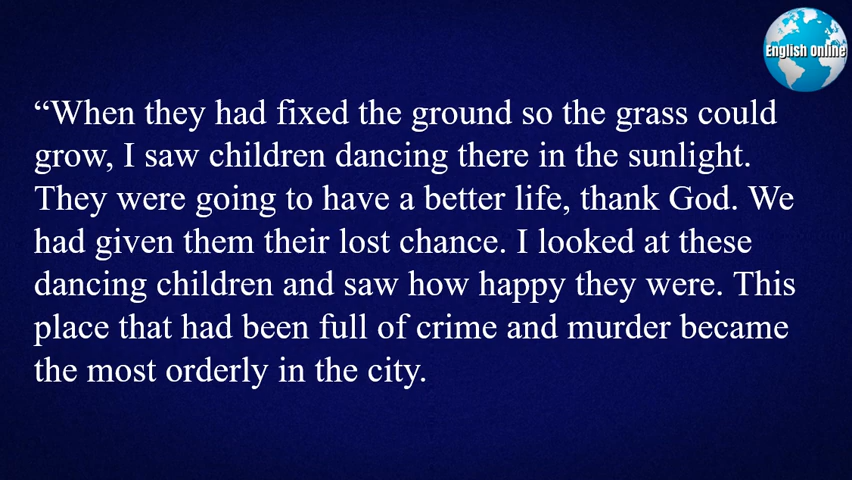 English Online
“When they had fixed the ground so the grass could
grow, I saw children dancing there in the sunlight.
They were going to have a better life, thank God. We
had given them their lost chance. I looked at these
dancing children and saw how happy they were. This
place that had been full of crime and murder became
the most orderly in the city.